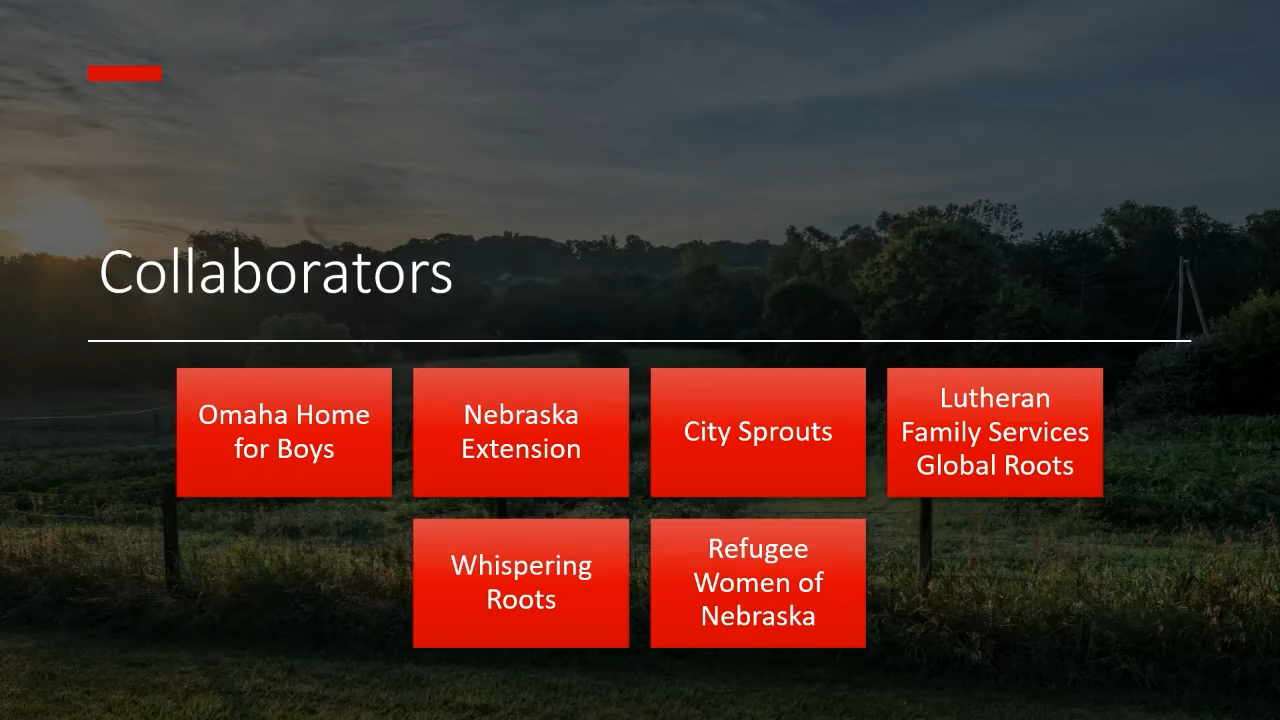 Collaborators
Omaha Home
for Boys
Nebraska
Extension
City Sprouts
Lutheran
Family Services
Global Roots
Whispering
Roots
Refugee
Women of
Nebraska